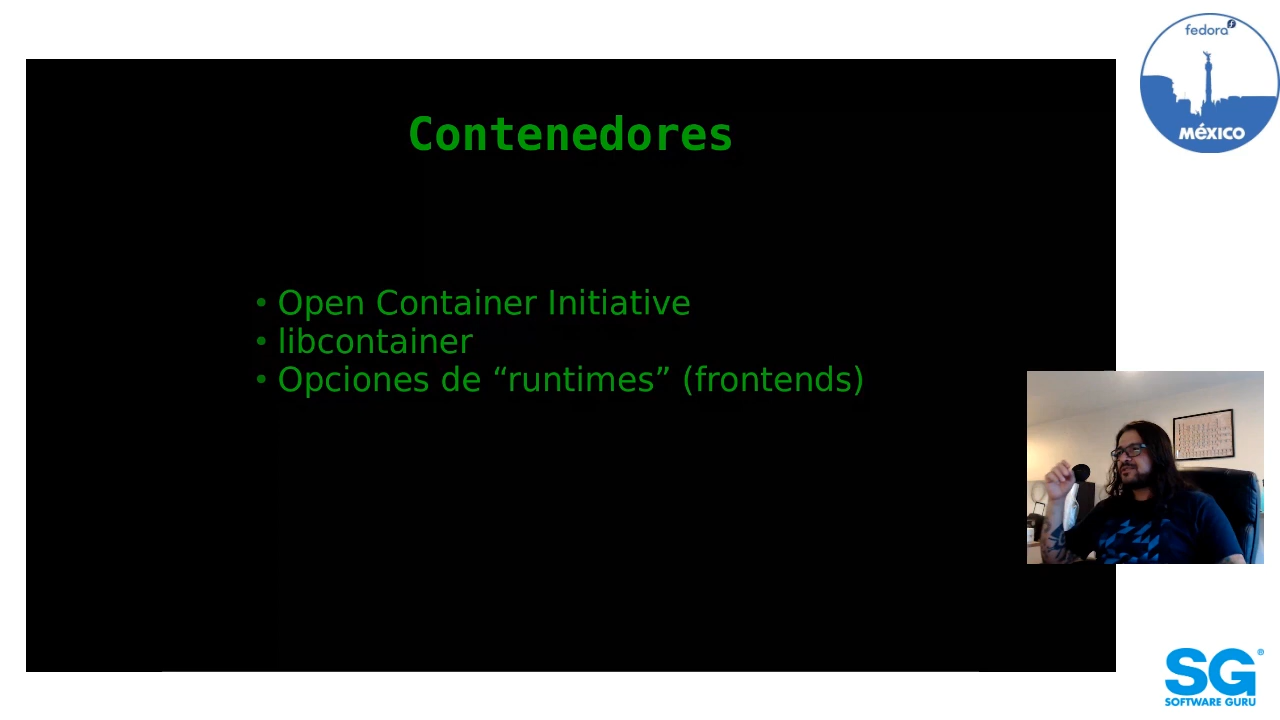 fedora
MÉXICO
Contenedores
• Open Container Initiative
• libcontainer
• Opciones de “runtimes” (frontends)
SG®
SOFTWARE GURU